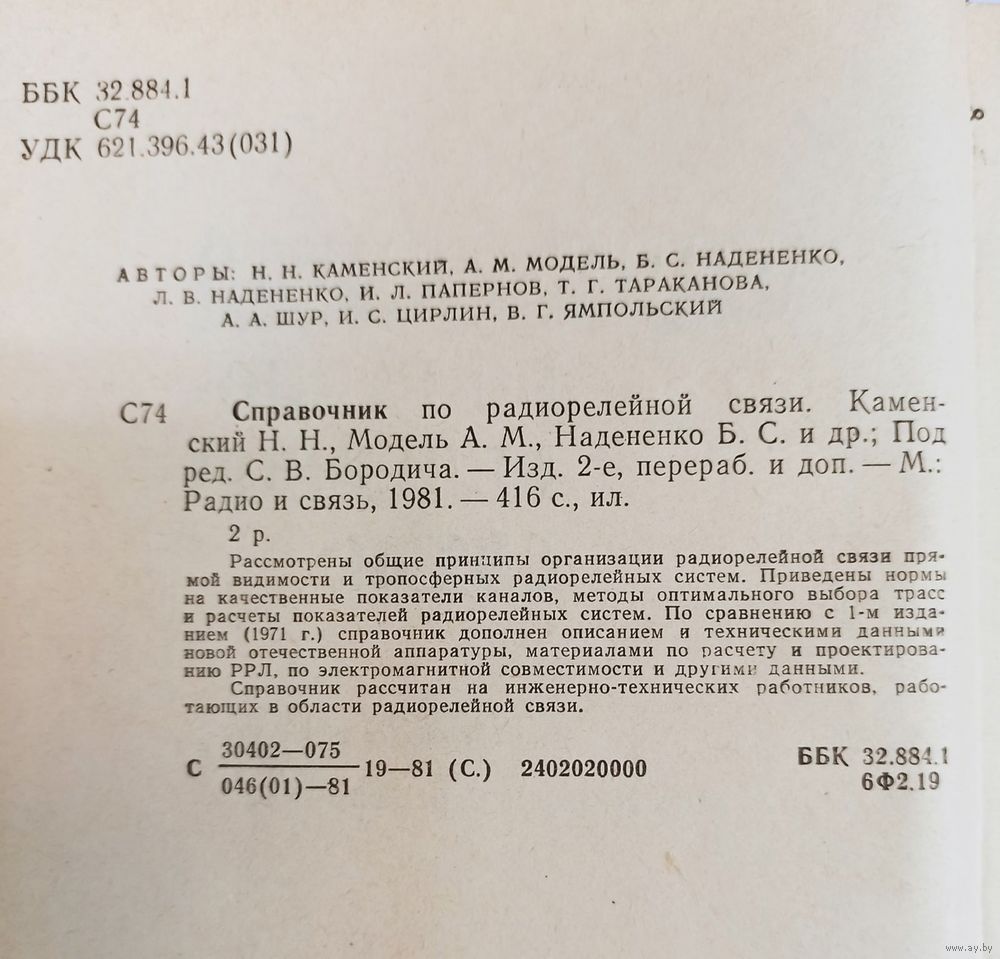 ББК 32.884.1
С74
УДК 621.396.43(031)
АВТОРЫ: Н. Н. КАМЕНСКИЙ, А. М. МОДЕЛЬ, Б. С. НАДЕНЕНКО,
Л. В. НАДЕНЕНКО, И. Л. ПАПЕРНОВ, Т. Г. ТАРАКАНОВА,
А. А. ШУР, И. С. ЦИРЛИН, В. Г. ЯМПОЛЬСКИЙ
С74 Справочник по радиорелейной связи. Камен-
ский Н. Н., Модель А. М., Надененко Б. С. и др.; Под
ред. С. В. Бородича. — Изд. 2-е, перераб. и доп. — М.:
Радио и связь, 1981. — 416 с., ил.
2 р.
Рассмотрены общие принципы организации радиорелейной связи пря-
мой видимости и тропосферных радиорелейных систем. Приведены нормы
на качественные показатели каналов, методы оптимального выбора трасс
и расчеты показателей радиорелейных систем. По сравнению с 1-м изда-
нием (1971 г.) справочник дополнен описанием и техническими данными
новой отечественной аппаратуры, материалами по расчету и проектирова-
нию РРЛ, по электромагнитной совместимости и другими данными.
Справочник рассчитан на инженерно-технических работников, рабо-
тающих в области радиорелейной связи.
С 30402—075
046(01)—81 19—81 (С.) 2402020000
ББК 32.884.1
6Ф2.19
www.ay.by